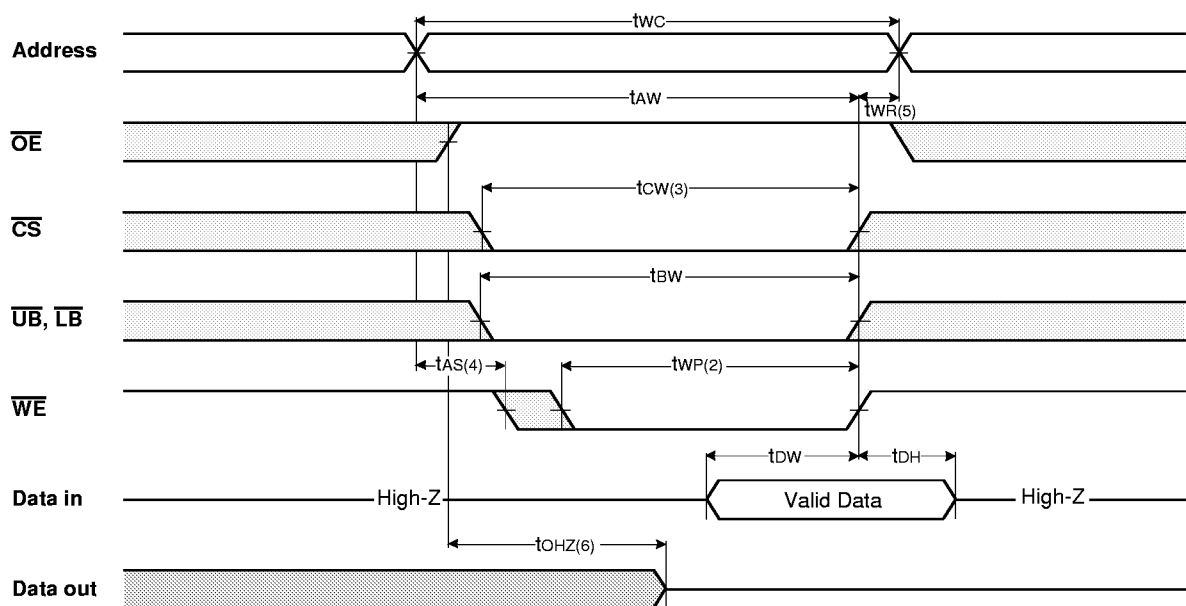 tWC
Address
tAW
tWR(5)
OE
tCW(3)
CS
tBW
UB, LB
tAS(4)
tWP(2)
WE
tDW
tDH
Data in
High-Z
Valid Data
High-Z
tOHZ(6)
Data out